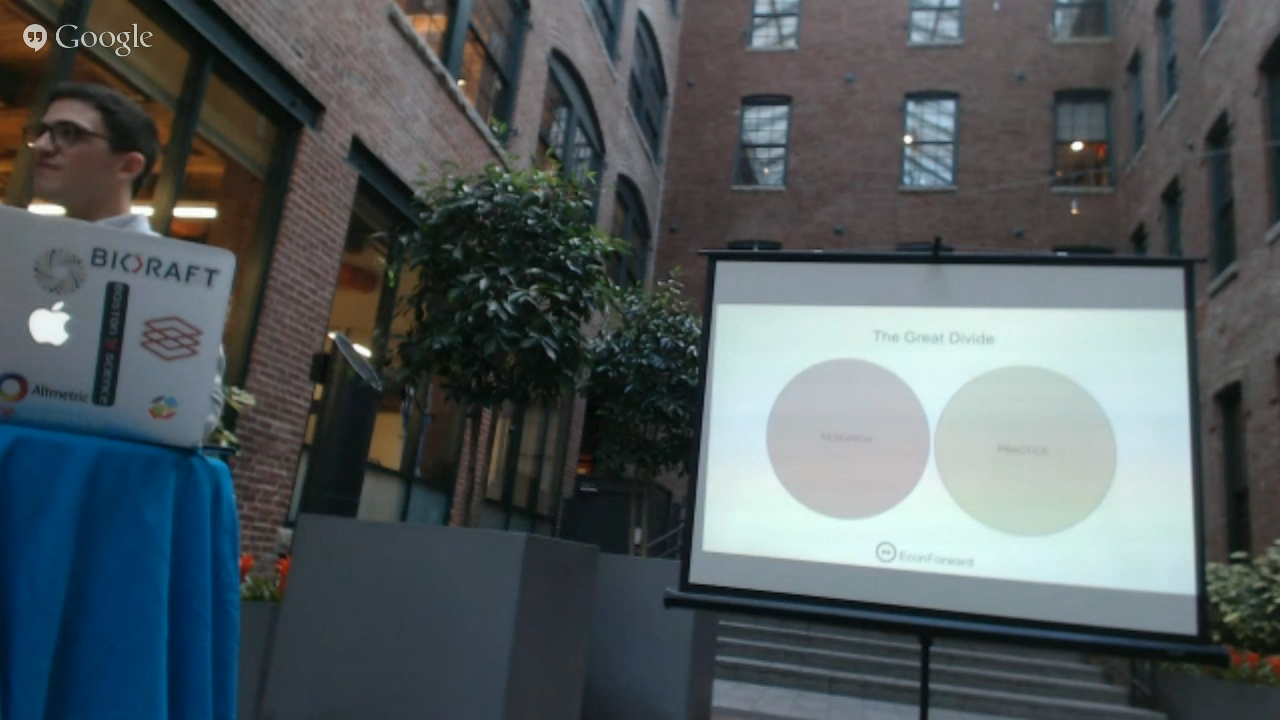 Google
BIORAFT
Altmetric
The Great Divide
RESEARCH
PRACTICE
EconForward